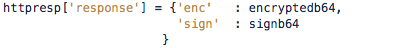 httpresp['response'] = {'enc'   : encryptedb64,
                        'sign'  : signb64
                       }